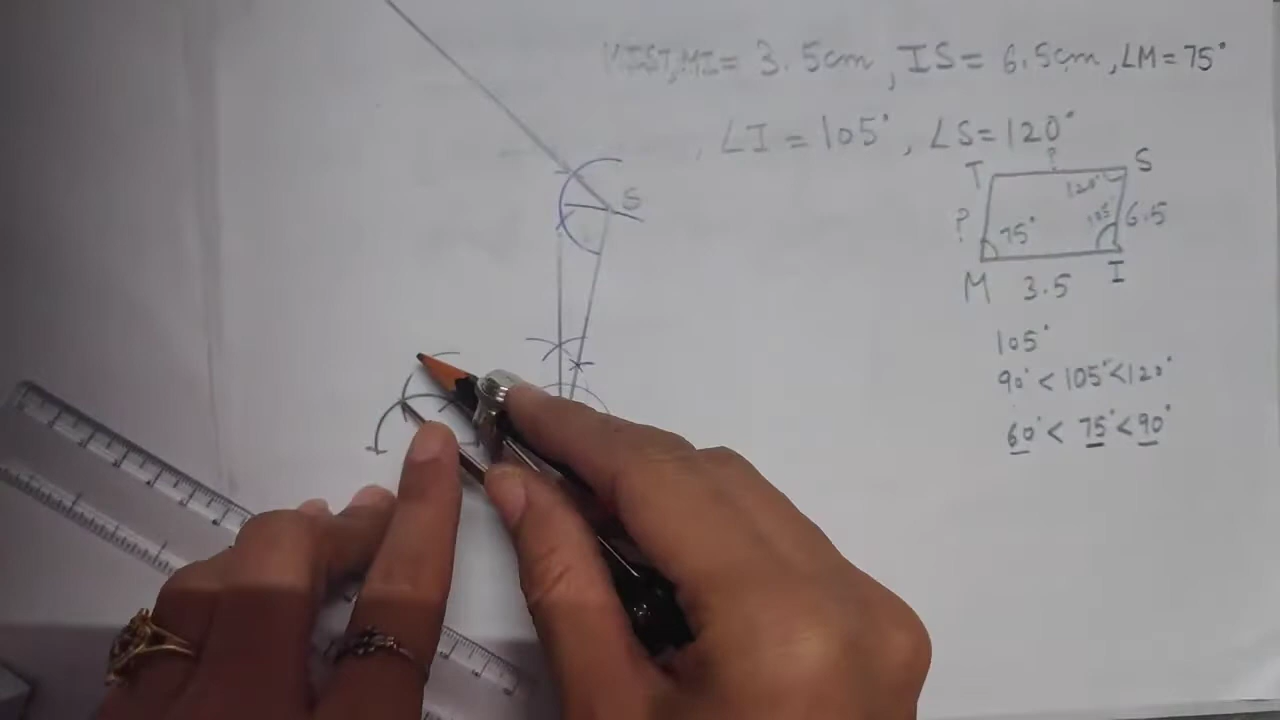 MIST, MI = 3.5cm, IS = 6.5cm, ∠M = 75°
, ∠I = 105°, ∠S = 120°
T ? S
120°
? 75° 105° 6.5
M 3.5 I
105°
90° < 105° < 120°
60° < 75° < 90°
S